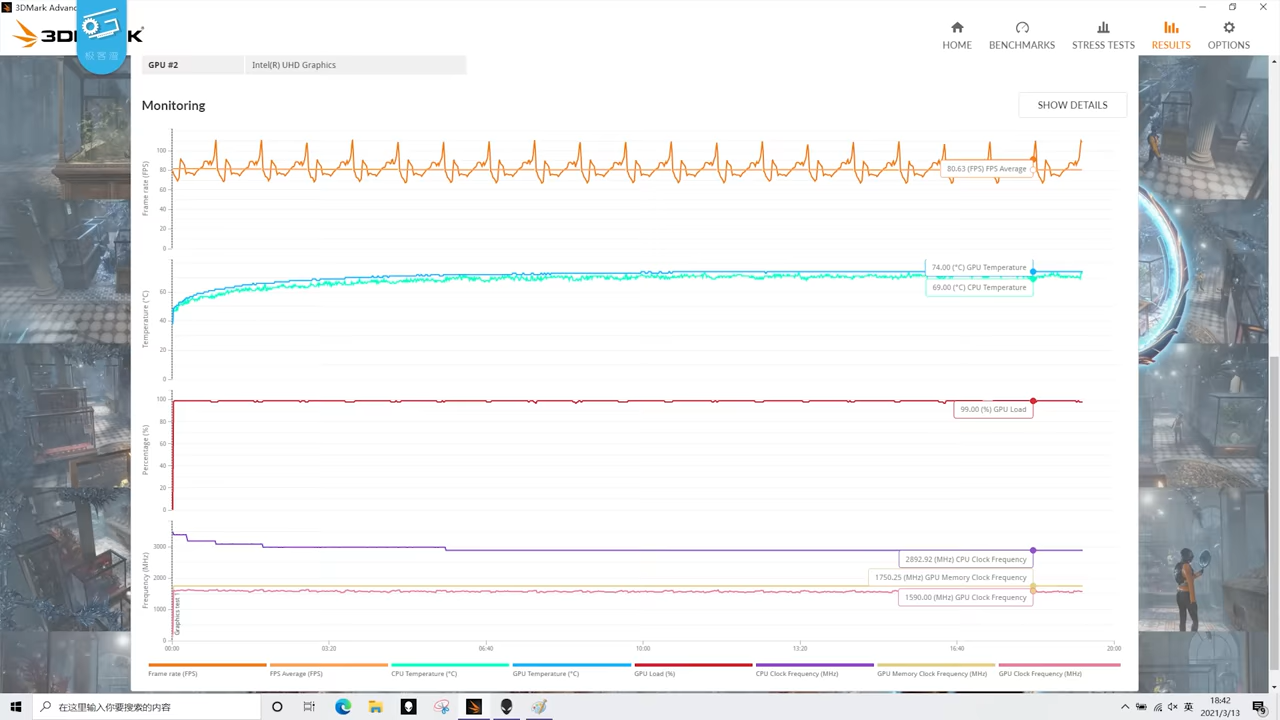 3DMark Advan
3DMARK
极客湾
HOME
BENCHMARKS
STRESS TESTS
RESULTS
OPTIONS
GPU #2
Intel(R) UHD Graphics
Monitoring
SHOW DETAILS
Frame rate (FPS)
100
80
60
40
20
0
80.63 (FPS) FPS Average
Temperature (°C)
60
40
20
0
74.00 (°C) GPU Temperature
69.00 (°C) CPU Temperature
Percentage (%)
100
80
60
40
20
0
99.00 (%) GPU Load
Frequency (MHz)
3000
2000
1000
0
Graphics test 1
2892.92 (MHz) CPU Clock Frequency
1750.25 (MHz) GPU Memory Clock Frequency
1590.00 (MHz) GPU Clock Frequency
00:00
03:20
06:40
10:00
13:20
16:40
20:00
Frame rate (FPS)
FPS Average (FPS)
CPU Temperature (°C)
GPU Temperature (°C)
GPU Load (%)
CPU Clock Frequency (MHz)
GPU Memory Clock Frequency (MHz)
GPU Clock Frequency (MHz)
在这里输入你要搜索的内容
英
18:42
2021/3/13
9